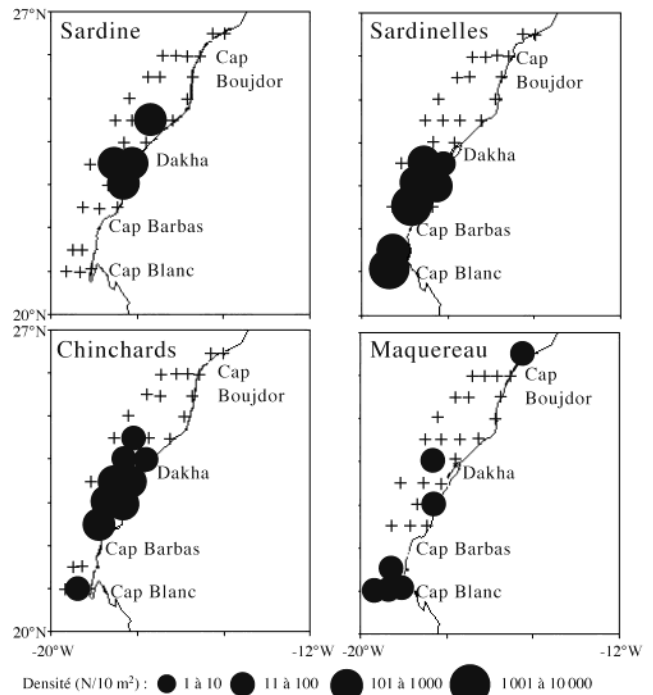 27°N
Sardine
Cap
Boujdor
Dakha
Cap Barbas
Cap Blanc
20°N
Sardinelles
Cap
Boujdor
Dakha
Cap Barbas
Cap Blanc
27°N
Chinchards
Cap
Boujdor
Dakha
Cap Barbas
Cap Blanc
20°N
-20°W
-12°W
Maquereau
Cap
Boujdor
Dakha
Cap Barbas
Cap Blanc
-20°W
-12°W
Densité (N/10 m²) : 1 à 10 11 à 100 101 à 1000 1001 à 10 000